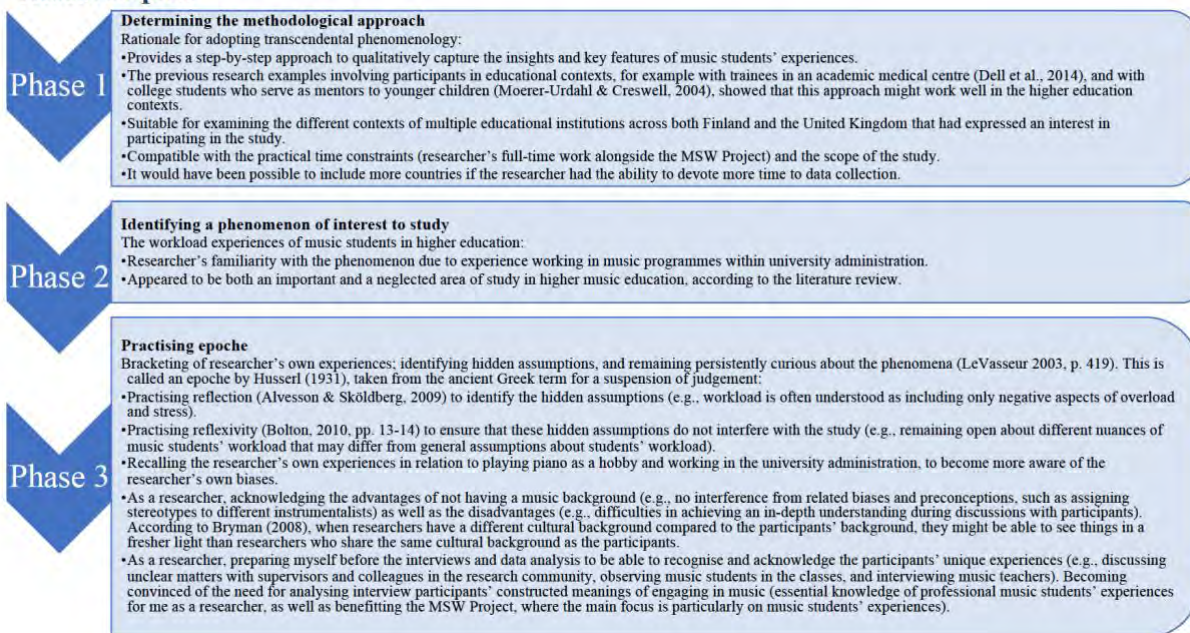 Phase 1
Determining the methodological approach
Rationale for adopting transcendental phenomenology:
•Provides a step-by-step approach to qualitatively capture the insights and key features of music students’ experiences.
•The previous research examples involving participants in educational contexts, for example with trainees in an academic medical centre (Dell et al., 2014), and with
college students who serve as mentors to younger children (Moerer-Urdahl & Creswell, 2004), showed that this approach might work well in the higher education
contexts.
•Suitable for examining the different contexts of multiple educational institutions across both Finland and the United Kingdom that had expressed an interest in
participating in the study.
•Compatible with the practical time constraints (researcher’s full-time work alongside the MSW Project) and the scope of the study.
•It would have been possible to include more countries if the researcher had the ability to devote more time to data collection.
Phase 2
Identifying a phenomenon of interest to study
The workload experiences of music students in higher education:
•Researcher’s familiarity with the phenomenon due to experience working in music programmes within university administration.
•Appeared to be both an important and a neglected area of study in higher music education, according to the literature review.
Phase 3
Practising epoche
Bracketing of researcher’s own experiences; identifying hidden assumptions, and remaining persistently curious about the phenomena (LeVasseur 2003, p. 419). This is
called an epoche by Husserl (1931), taken from the ancient Greek term for a suspension of judgement:
•Practising reflection (Alvesson & Sköldberg, 2009) to identify the hidden assumptions (e.g., workload is often understood as including only negative aspects of overload
and stress).
•Practising reflexivity (Bolton, 2010, pp. 13-14) to ensure that these hidden assumptions do not interfere with the study (e.g., remaining open about different nuances of
music students’ workload that may differ from general assumptions about students’ workload).
•Recalling the researcher’s own experiences in relation to playing piano as a hobby and working in the university administration, to become more aware of the
researcher’s own biases.
•As a researcher, acknowledging the advantages of not having a music background (e.g., no interference from related biases and preconceptions, such as assigning
stereotypes to different instrumentalists) as well as the disadvantages (e.g., difficulties in achieving an in-depth understanding during discussions with participants).
According to Bryman (2008), when researchers have a different cultural background compared to the participants’ background, they might be able to see things in a
fresher light than researchers who share the same cultural background as the participants.
•As a researcher, preparing myself before the interviews and data analysis to be able to recognise and acknowledge the participants’ unique experiences (e.g., discussing
unclear matters with supervisors and colleagues in the research community, observing music students in the classes, and interviewing music teachers). Becoming
convinced of the need for analysing interview participants’ constructed meanings of engaging in music (essential knowledge of professional music students’ experiences
for me as a researcher, as well as benefitting the MSW Project, where the main focus is particularly on music students’ experiences).